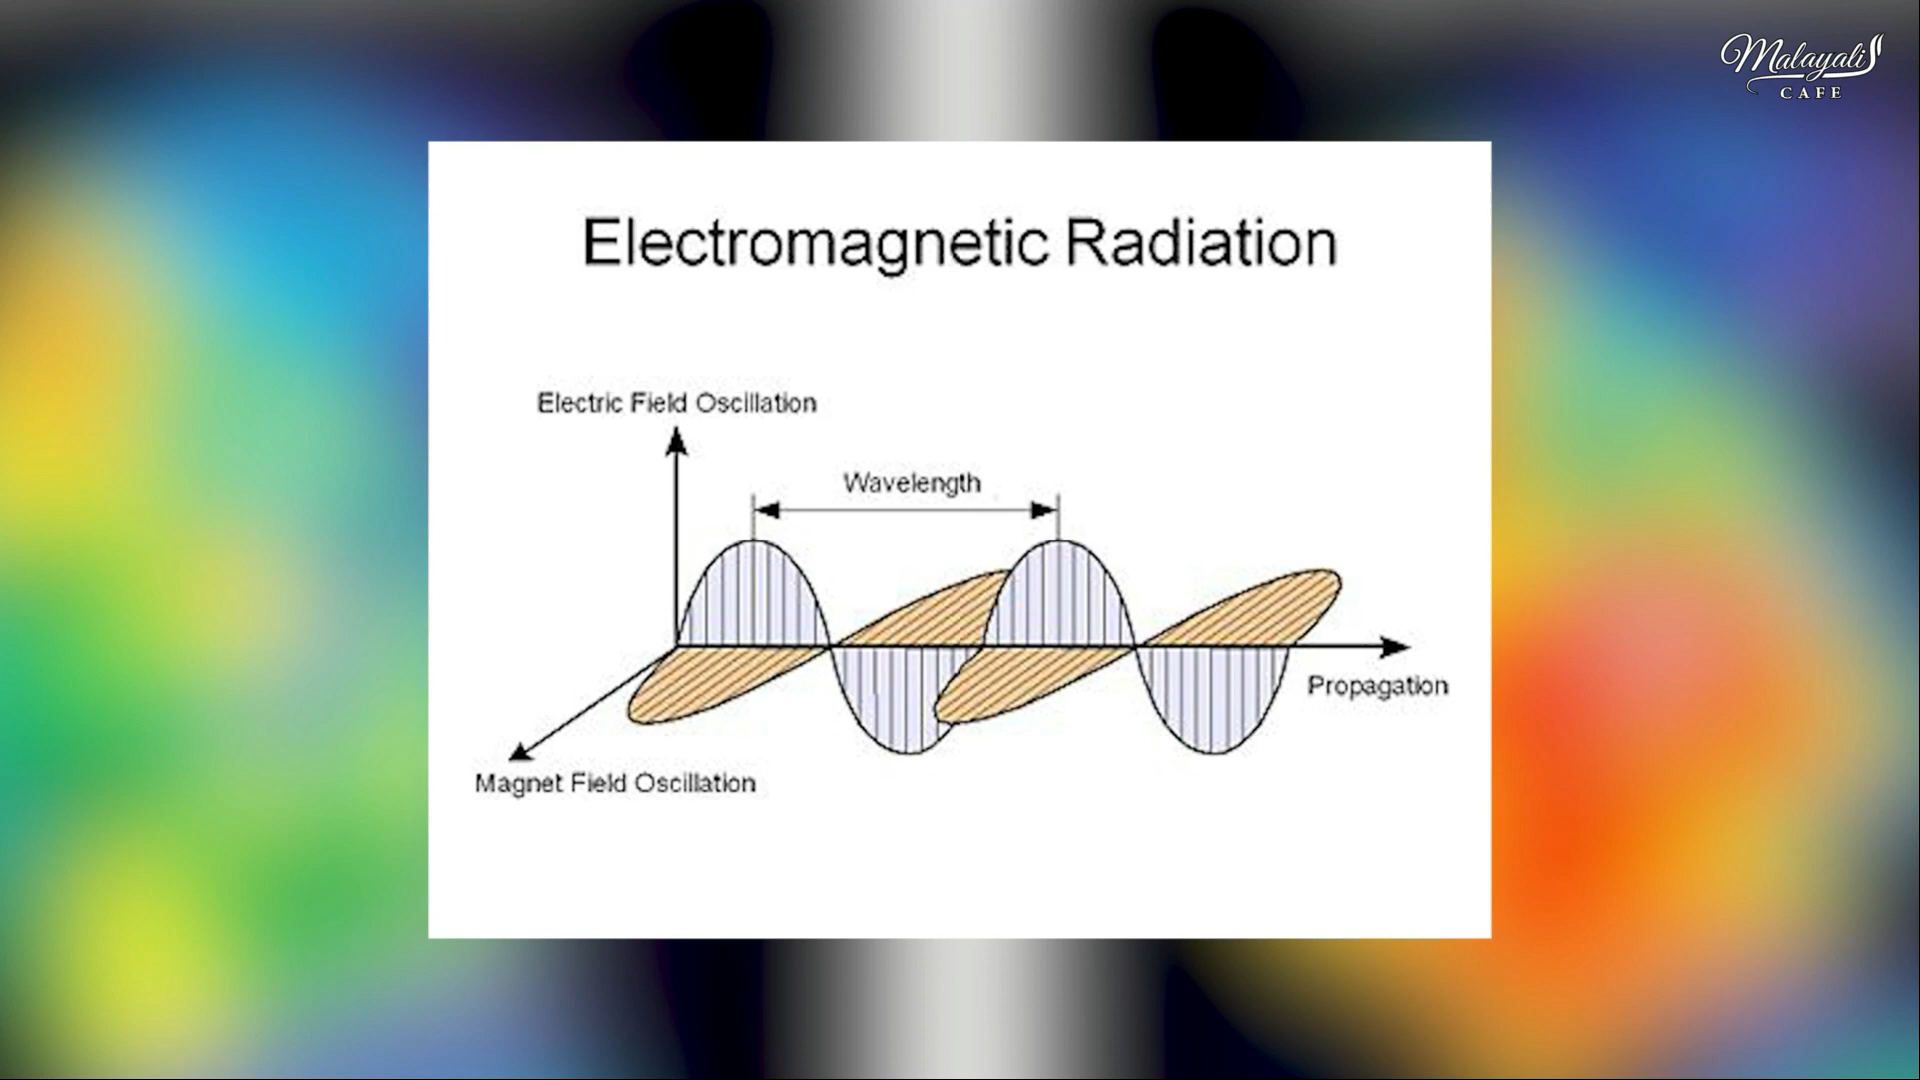 Malayali
CAFE
Electromagnetic Radiation
Electric Field Oscillation
Wavelength
Propagation
Magnet Field Oscillation